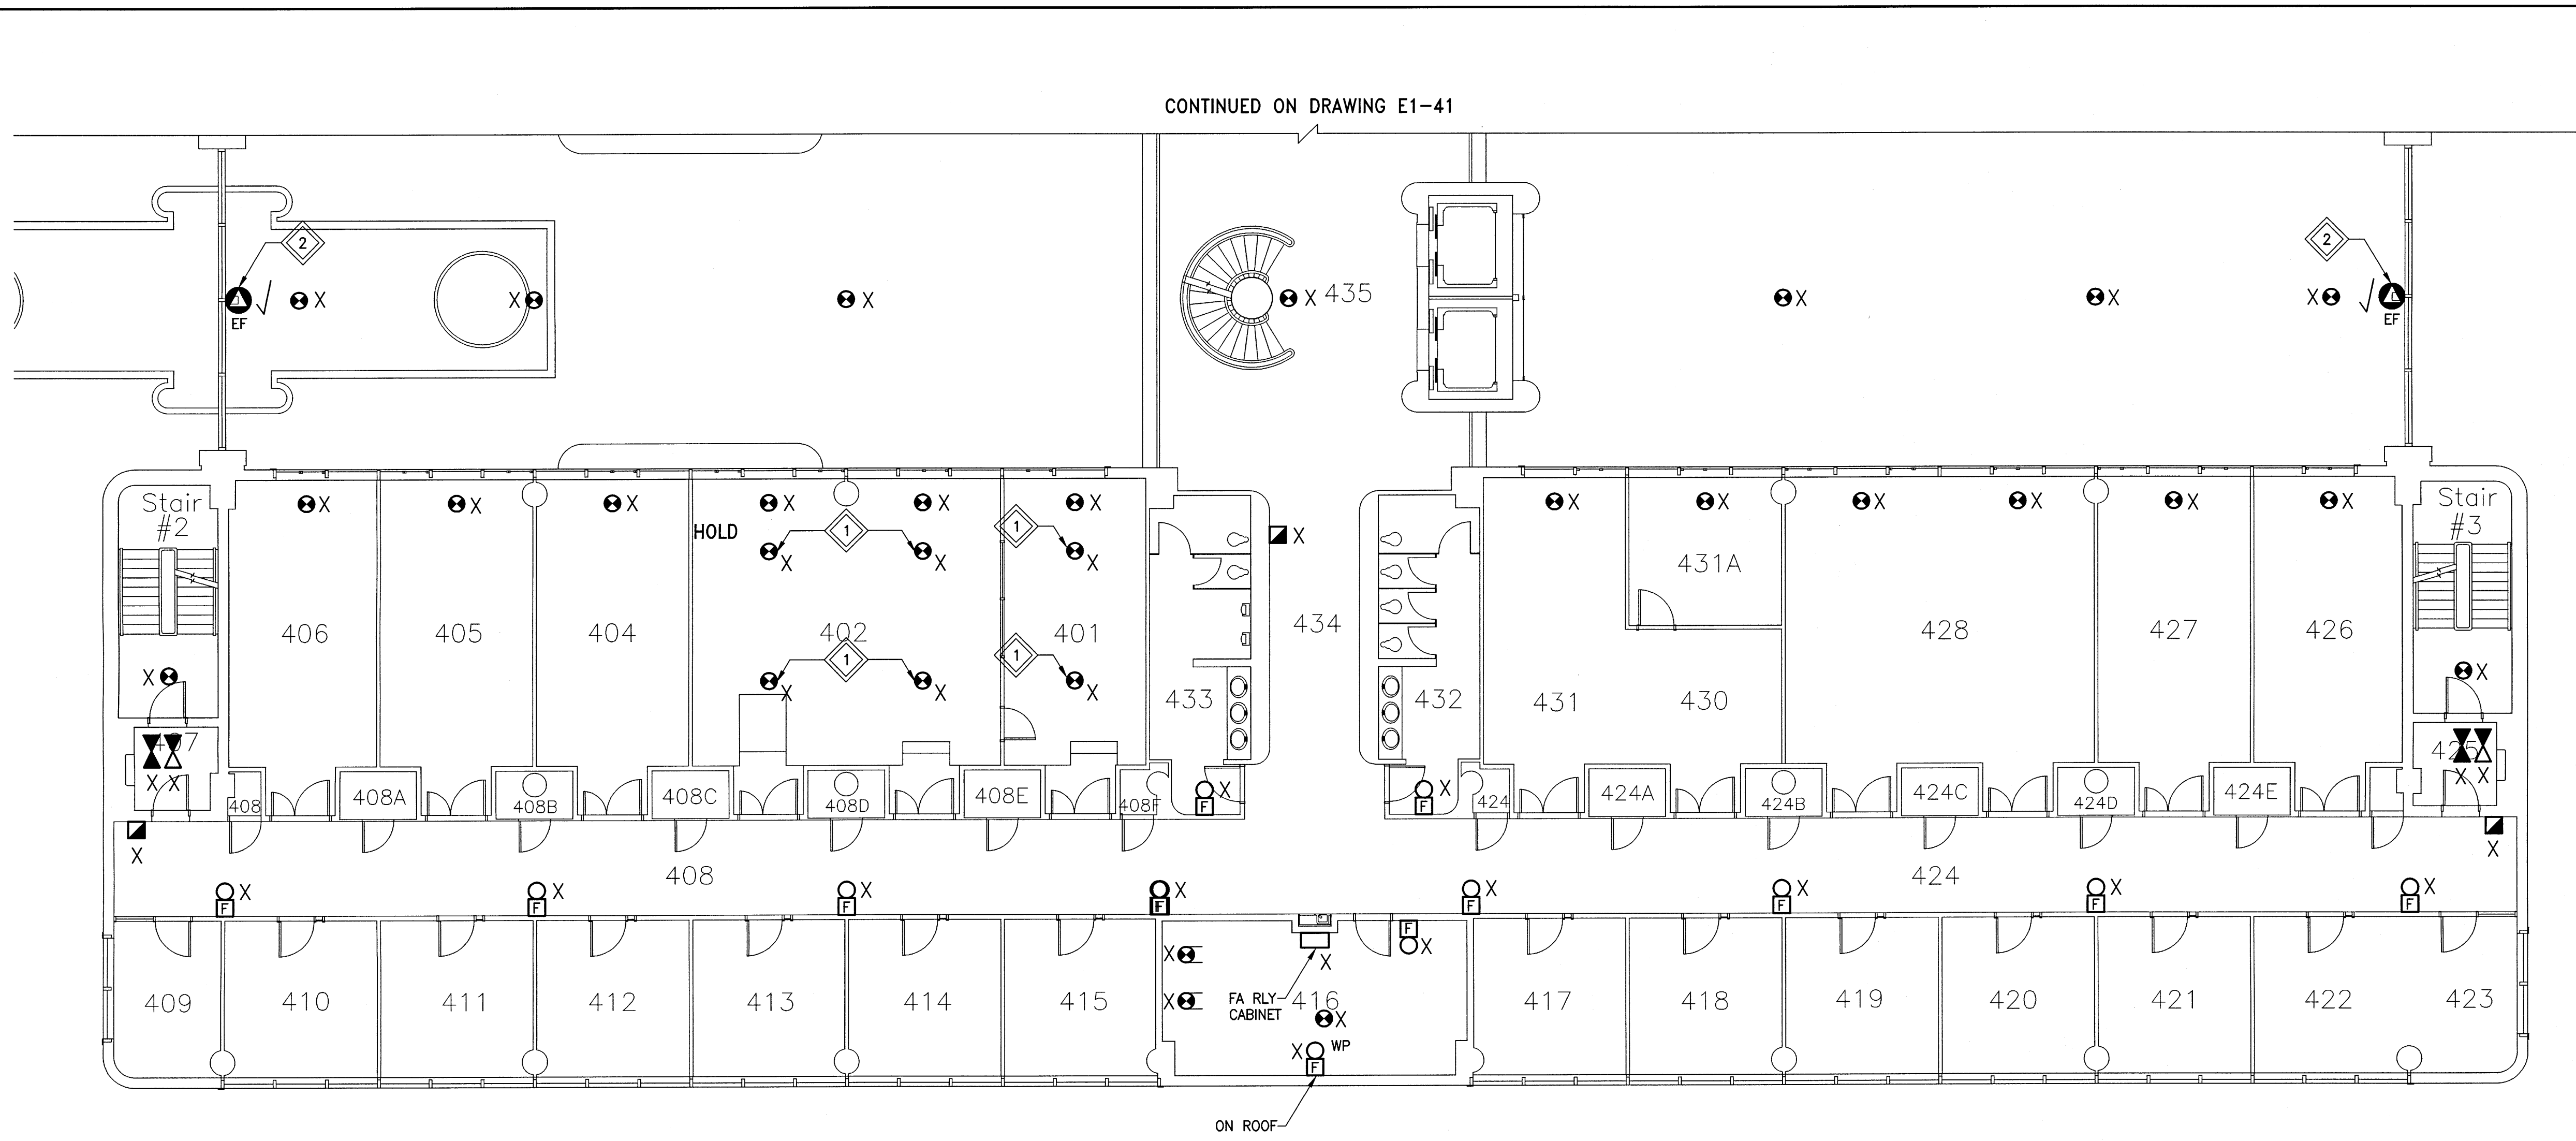 CONTINUED ON DRAWING E1-41
2
2
X
X
X
X 435
X
X
X
EF
EF
Stair
#2
X
X
X
X
X
X
X
X
X
X
X
X
Stair
#3
HOLD
1
1
X
X
X
X
431A
406
405
404
402
401
434
428
427
426
1
1
X
X
X
X
X
433
432
431
430
407
425
X X
X X
408
408A
408B
408C
408D
408E
408F
X
F
X
F
424
424A
424B
424C
424D
424E
X
X
408
424
X
F
X
F
X
F
X
F
X
F
X
F
X
F
X
F
F
X
X
X
X
409
410
411
412
413
414
415
FA RLY
CABINET
416
X
417
418
419
420
421
422
423
X
WP
F
ON ROOF